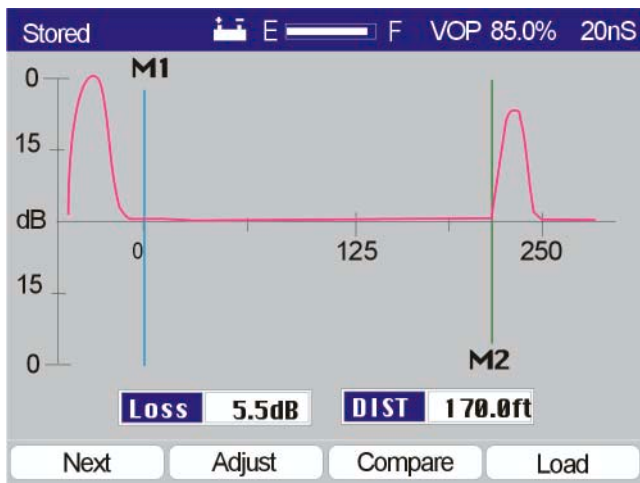 Stored E F VOP 85.0% 20nS
M1
0
15
dB
0 125 250
15
M2
0
Loss 5.5dB DIST 170.0ft
Next Adjust Compare Load